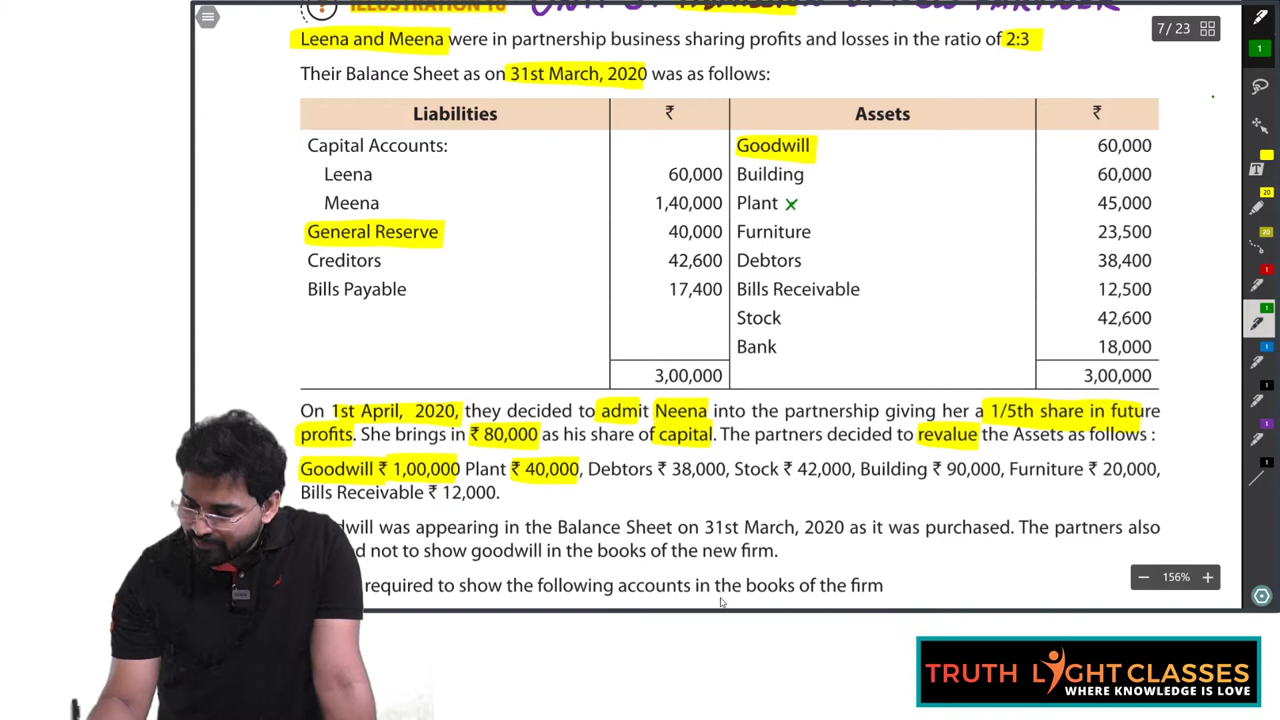 ILLUSTRATION 10
7 / 23
Leena and Meena were in partnership business sharing profits and losses in the ratio of 2:3
Their Balance Sheet as on 31st March, 2020 was as follows:
Liabilities ₹ Assets ₹
Capital Accounts: Goodwill 60,000
Leena 60,000 Building 60,000
Meena 1,40,000 Plant × 45,000
General Reserve 40,000 Furniture 23,500
Creditors 42,600 Debtors 38,400
Bills Payable 17,400 Bills Receivable 12,500
Stock 42,600
Bank 18,000
3,00,000 3,00,000
On 1st April, 2020, they decided to admit Neena into the partnership giving her a 1/5th share in future
profits. She brings in ₹ 80,000 as his share of capital. The partners decided to revalue the Assets as follows :
Goodwill ₹ 1,00,000 Plant ₹ 40,000, Debtors ₹ 38,000, Stock ₹ 42,000, Building ₹ 90,000, Furniture ₹ 20,000,
Bills Receivable ₹ 12,000.
was appearing in the Balance Sheet on 31st March, 2020 as it was purchased. The partners also
not to show goodwill in the books of the new firm.
required to show the following accounts in the books of the firm
− 156% +
TRUTH LIGHT CLASSES
WHERE KNOWLEDGE IS LOVE